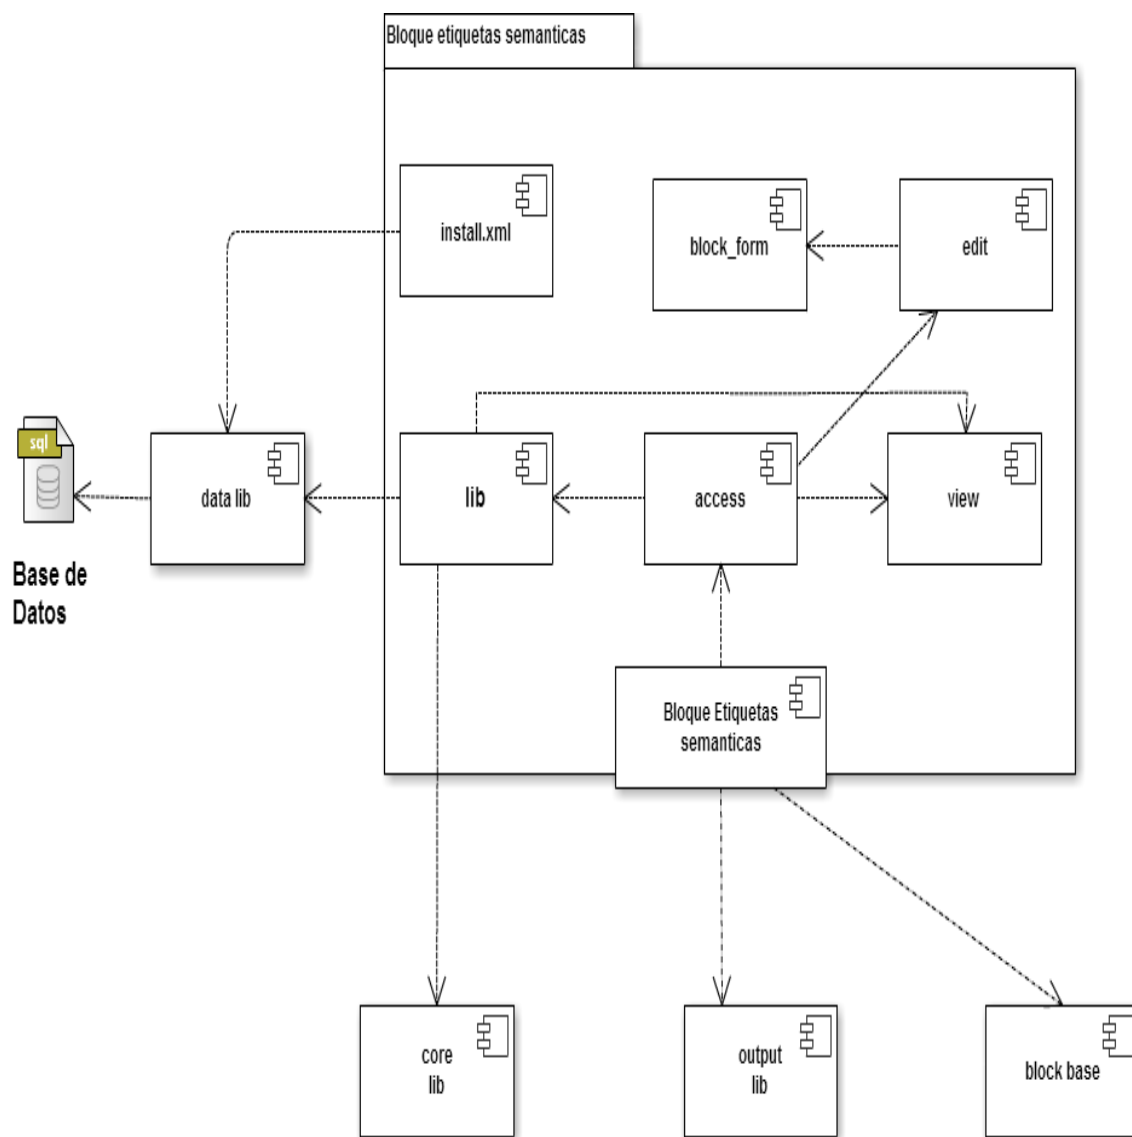 Bloque etiquetas semanticas
install.xml
block_form
edit
sql
data lib
lib
access
view
Base de
Datos
Bloque Etiquetas
semanticas
core
lib
output
lib
block base